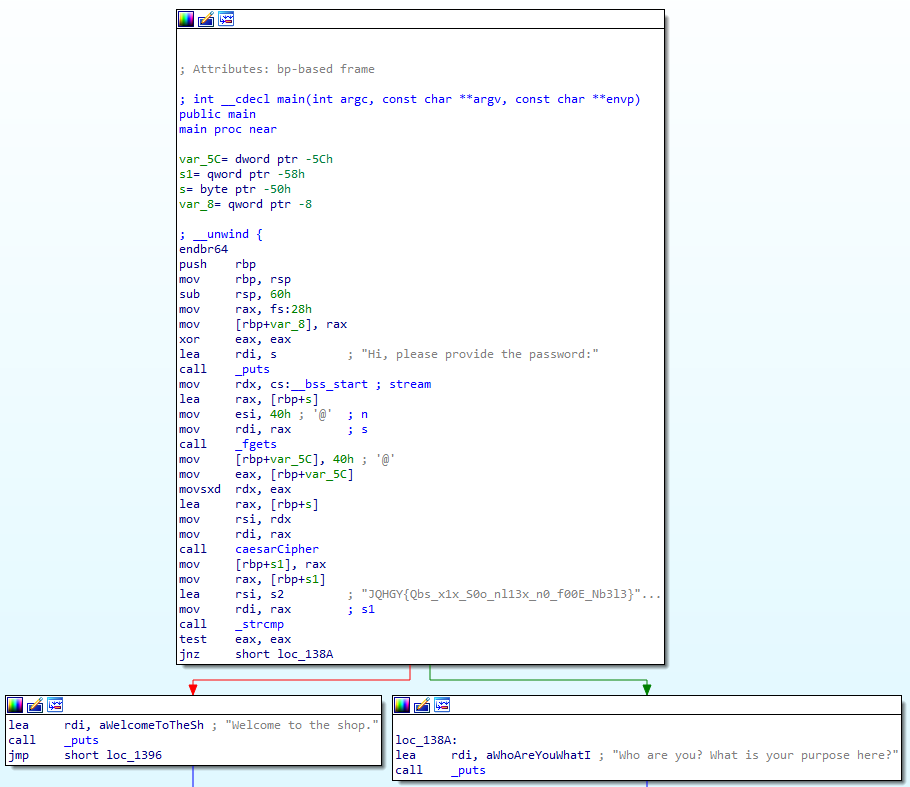 ; Attributes: bp-based frame
; int __cdecl main(int argc, const char **argv, const char **envp)
public main
main proc near
var_5C= dword ptr -5Ch
s1= qword ptr -58h
s= byte ptr -50h
var_8= qword ptr -8
; __unwind {
endbr64
push rbp
mov rbp, rsp
sub rsp, 60h
mov rax, fs:28h
mov [rbp+var_8], rax
xor eax, eax
lea rdi, s ; "Hi, please provide the password:"
call _puts
mov rdx, cs:__bss_start ; stream
lea rax, [rbp+s]
mov esi, 40h ; '@' ; n
mov rdi, rax ; s
call _fgets
mov [rbp+var_5C], 40h ; '@'
mov eax, [rbp+var_5C]
movsxd rdx, eax
lea rax, [rbp+s]
mov rsi, rdx
mov rdi, rax
call caesarCipher
mov [rbp+s1], rax
mov rax, [rbp+s1]
lea rsi, s2 ; "JQHGY{Qbs_x1x_S0o_nl13x_n0_f00E_Nb3l3}"...
mov rdi, rax ; s1
call _strcmp
test eax, eax
jnz short loc_138A
lea rdi, aWelcomeToTheSh ; "Welcome to the shop."
call _puts
jmp short loc_1396
loc_138A:
lea rdi, aWhoAreYouWhatI ; "Who are you? What is your purpose here?"
call _puts